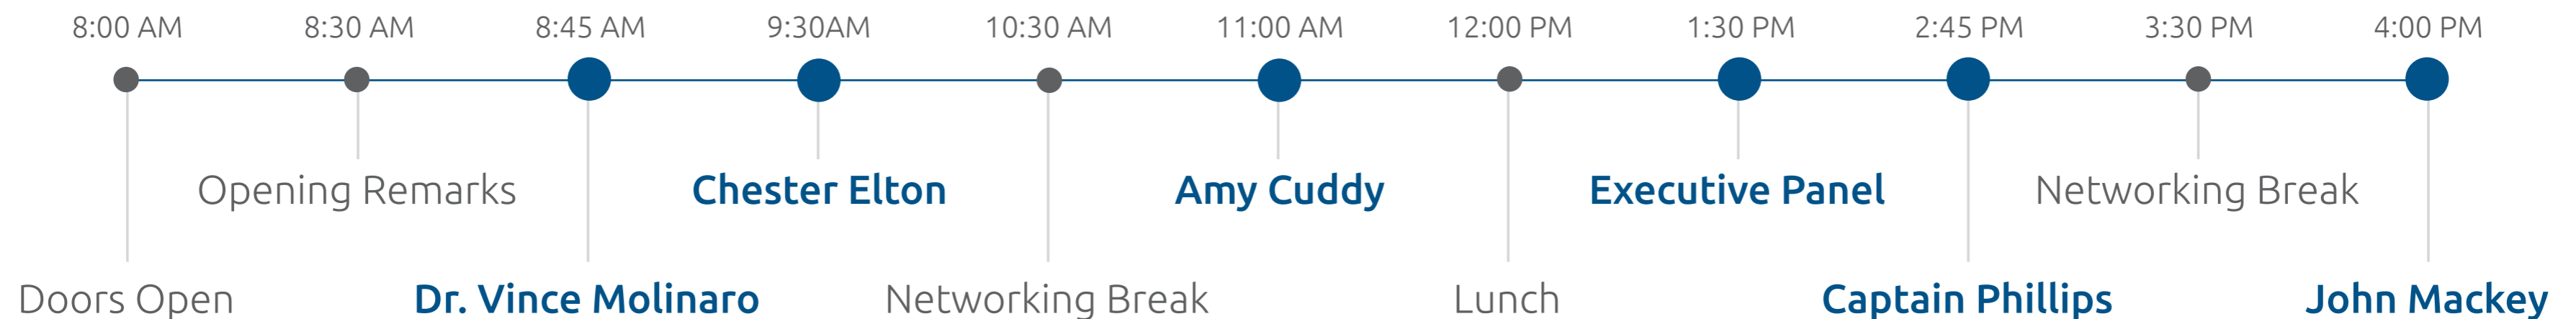 8:00 AM 8:30 AM 8:45 AM 9:30AM 10:30 AM 11:00 AM 12:00 PM 1:30 PM 2:45 PM 3:30 PM 4:00 PM
Opening Remarks Chester Elton Amy Cuddy Executive Panel Networking Break
Doors Open Dr. Vince Molinaro Networking Break Lunch Captain Phillips John Mackey